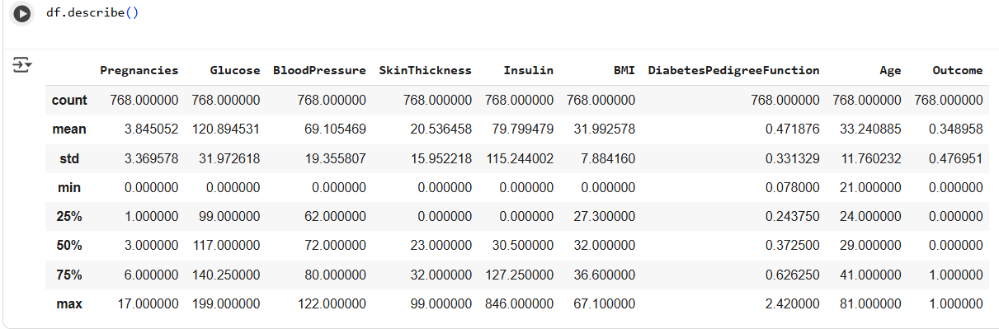 df.describe()
Pregnancies Glucose BloodPressure SkinThickness Insulin BMI DiabetesPedigreeFunction Age Outcome
count 768.000000 768.000000 768.000000 768.000000 768.000000 768.000000 768.000000 768.000000 768.000000
mean 3.845052 120.894531 69.105469 20.536458 79.799479 31.992578 0.471876 33.240885 0.348958
std 3.369578 31.972618 19.355807 15.952218 115.244002 7.884160 0.331329 11.760232 0.476951
min 0.000000 0.000000 0.000000 0.000000 0.000000 0.000000 0.078000 21.000000 0.000000
25% 1.000000 99.000000 62.000000 0.000000 0.000000 27.300000 0.243750 24.000000 0.000000
50% 3.000000 117.000000 72.000000 23.000000 30.500000 32.000000 0.372500 29.000000 0.000000
75% 6.000000 140.250000 80.000000 32.000000 127.250000 36.600000 0.626250 41.000000 1.000000
max 17.000000 199.000000 122.000000 99.000000 846.000000 67.100000 2.420000 81.000000 1.000000